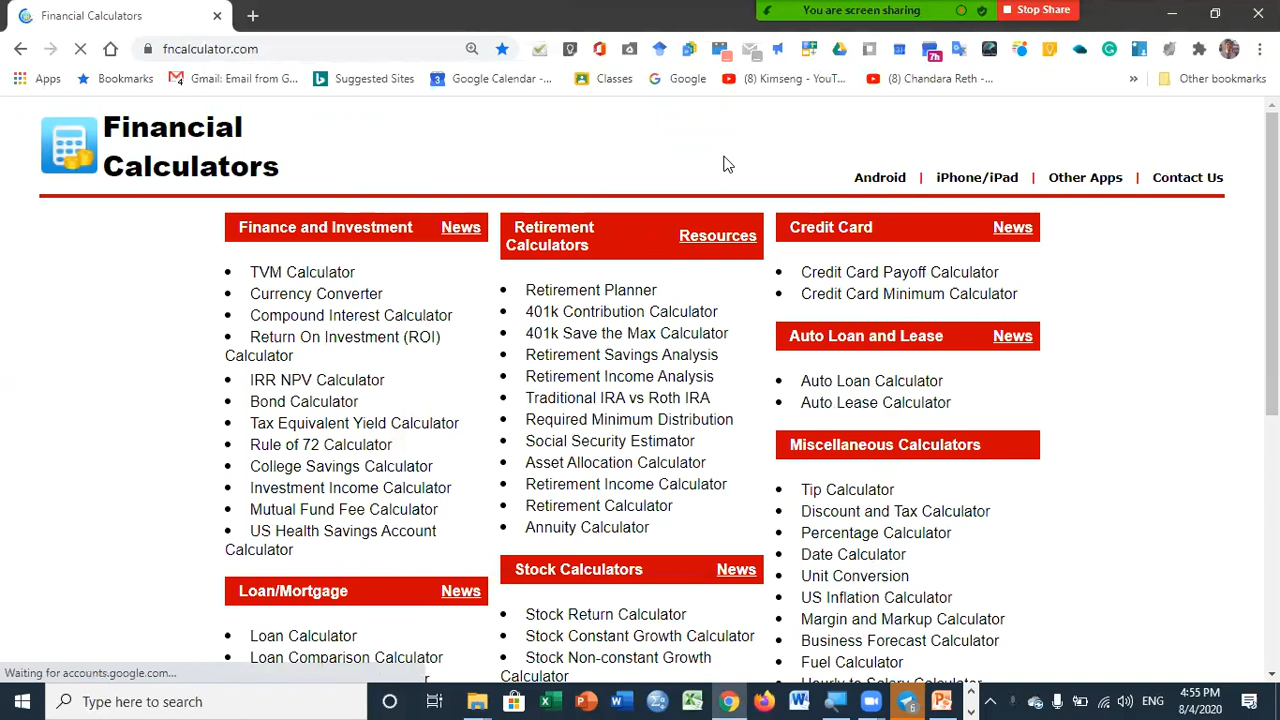 Financial Calculators
You are screen sharing
Stop Share
fncalculator.com
7h
Apps
Bookmarks
Gmail: Email from G...
Suggested Sites
Google Calendar -...
Classes
Google
(8) Kimseng - YouT...
(8) Chandara Reth -...
Other bookmarks
Financial
Calculators
Android | iPhone/iPad | Other Apps | Contact Us
Finance and Investment News
TVM Calculator
Currency Converter
Compound Interest Calculator
Return On Investment (ROI)
Calculator
IRR NPV Calculator
Bond Calculator
Tax Equivalent Yield Calculator
Rule of 72 Calculator
College Savings Calculator
Investment Income Calculator
Mutual Fund Fee Calculator
US Health Savings Account
Calculator
Loan/Mortgage News
Loan Calculator
Loan Comparison Calculator
Retirement
Calculators Resources
Retirement Planner
401k Contribution Calculator
401k Save the Max Calculator
Retirement Savings Analysis
Retirement Income Analysis
Traditional IRA vs Roth IRA
Required Minimum Distribution
Social Security Estimator
Asset Allocation Calculator
Retirement Income Calculator
Retirement Calculator
Annuity Calculator
Stock Calculators News
Stock Return Calculator
Stock Constant Growth Calculator
Stock Non-constant Growth
Calculator
Credit Card News
Credit Card Payoff Calculator
Credit Card Minimum Calculator
Auto Loan and Lease News
Auto Loan Calculator
Auto Lease Calculator
Miscellaneous Calculators
Tip Calculator
Discount and Tax Calculator
Percentage Calculator
Date Calculator
Unit Conversion
US Inflation Calculator
Margin and Markup Calculator
Business Forecast Calculator
Fuel Calculator
Hourly to Salary Calculator
Waiting for accounts.google.com...
Type here to search
6
ENG
4:55 PM
8/4/2020